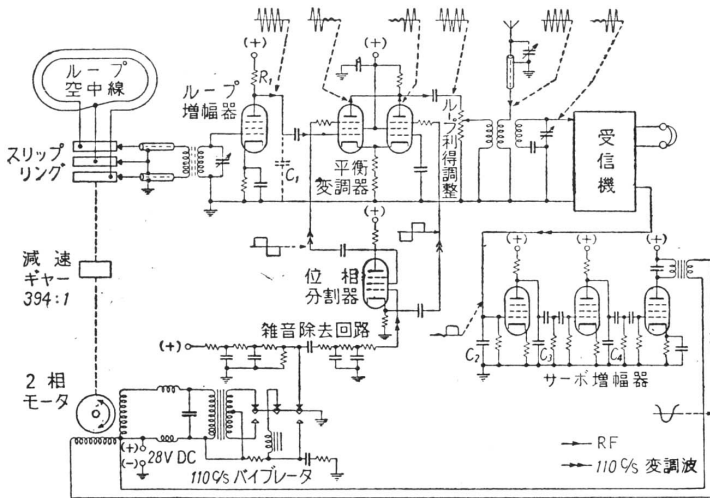 ループ
空中線
スリップ
リング
減速
ギャー
394:1
2相
モータ
(+)
(−)
28V DC
110 c/s バイブレータ
(+)
R1
ループ
増幅器
C1
(+)
平衡
変調器
ループ利得調整
受信機
(+)
位相
分割器
雑音除去回路
(+)
(+)
(+)
(+)
C2
C3
C4
サーボ増幅器
RF
110 c/s 変調波